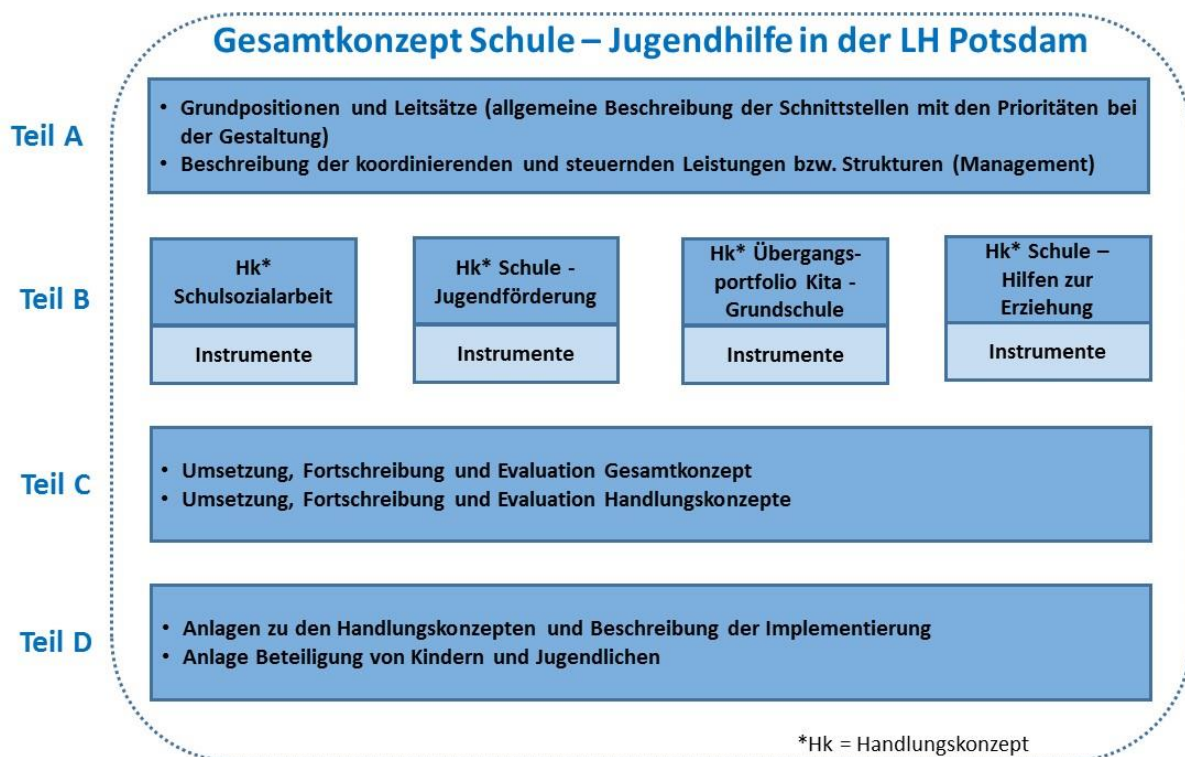 Gesamtkonzept Schule – Jugendhilfe in der LH Potsdam
Teil A
• Grundpositionen und Leitsätze (allgemeine Beschreibung der Schnittstellen mit den Prioritäten bei
der Gestaltung)
• Beschreibung der koordinierenden und steuernden Leistungen bzw. Strukturen (Management)
Teil B
Hk*
Schulsozialarbeit
Instrumente
Hk* Schule -
Jugendförderung
Instrumente
Hk* Übergangs-
portfolio Kita -
Grundschule
Instrumente
Hk* Schule –
Hilfen zur
Erziehung
Instrumente
Teil C
• Umsetzung, Fortschreibung und Evaluation Gesamtkonzept
• Umsetzung, Fortschreibung und Evaluation Handlungskonzepte
Teil D
• Anlagen zu den Handlungskonzepten und Beschreibung der Implementierung
• Anlage Beteiligung von Kindern und Jugendlichen
*Hk = Handlungskonzept